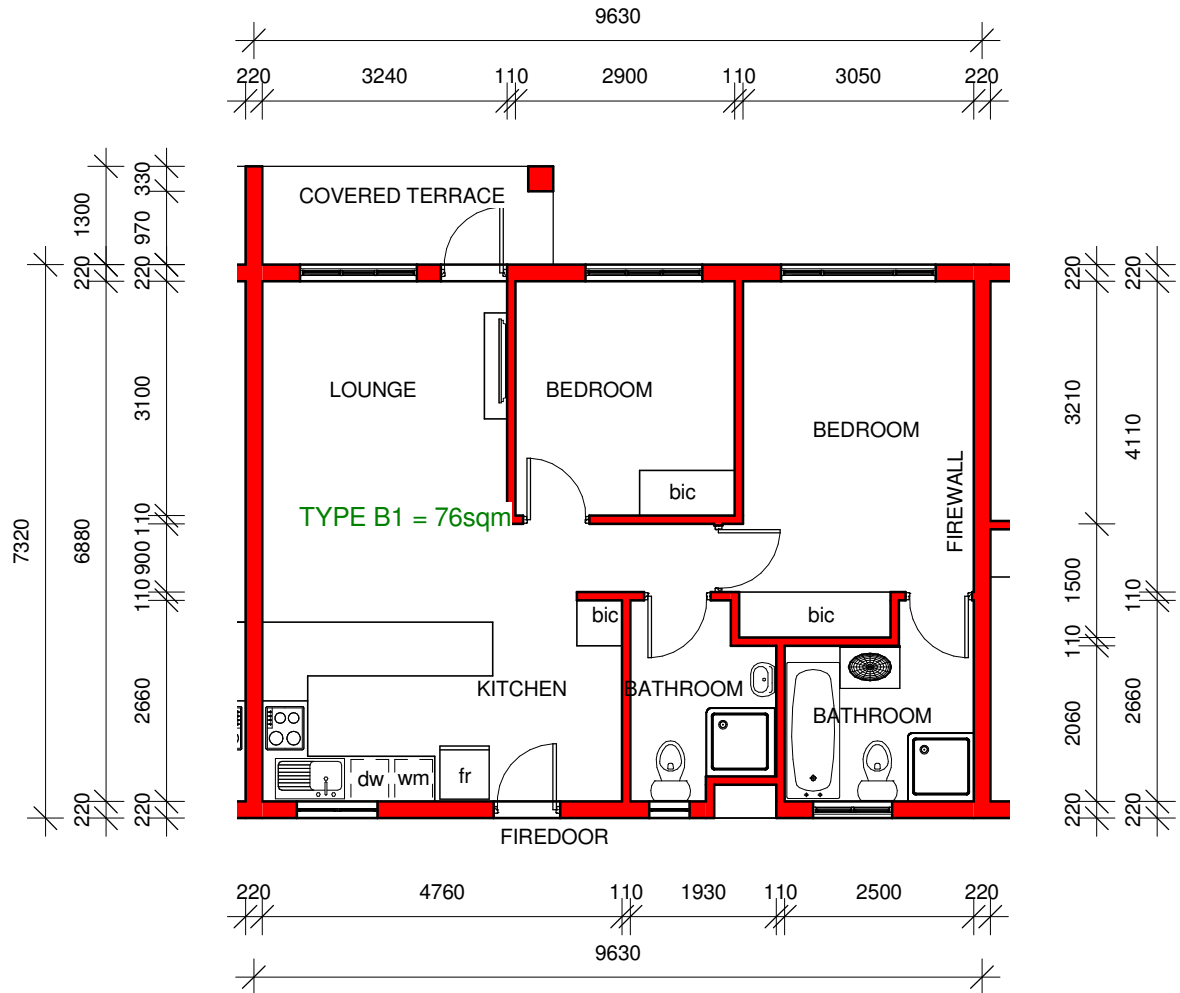 9630
220 3240 110 2900 110 3050 220
330
COVERED TERRACE
1300
970
220
220
220
220
3100
LOUNGE
BEDROOM
BEDROOM
3210
4110
bic
FIREWALL
TYPE B1 = 76sqm
7320
6880
110
900
110
1500
110
bic
bic
110
2660
KITCHEN
BATHROOM
BATHROOM
2060
2660
dw wm fr
220
220
220
220
FIREDOOR
220 4760 110 1930 110 2500 220
9630